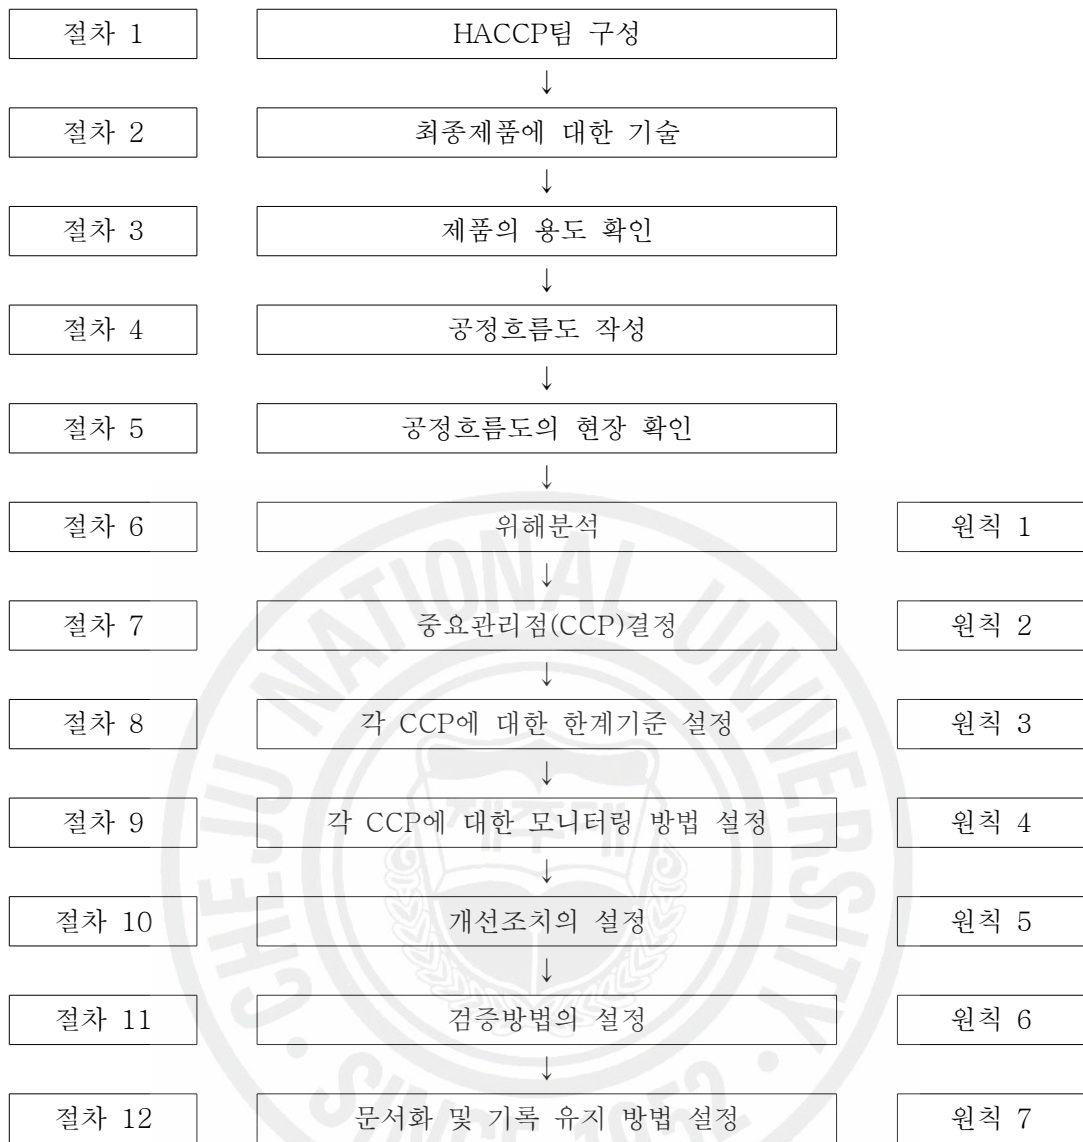 절차 1 HACCP팀 구성
↓
절차 2 최종제품에 대한 기술
↓
절차 3 제품의 용도 확인
↓
절차 4 공정흐름도 작성
↓
절차 5 공정흐름도의 현장 확인
↓
절차 6 위해분석 원칙 1
↓
절차 7 중요관리점(CCP)결정 원칙 2
↓
절차 8 각 CCP에 대한 한계기준 설정 원칙 3
↓
절차 9 각 CCP에 대한 모니터링 방법 설정 원칙 4
↓
절차 10 개선조치의 설정 원칙 5
↓
절차 11 검증방법의 설정 원칙 6
↓
절차 12 문서화 및 기록 유지 방법 설정 원칙 7
CHEJU NATIONAL UNIVERSITY
제주대
SINCE 1952